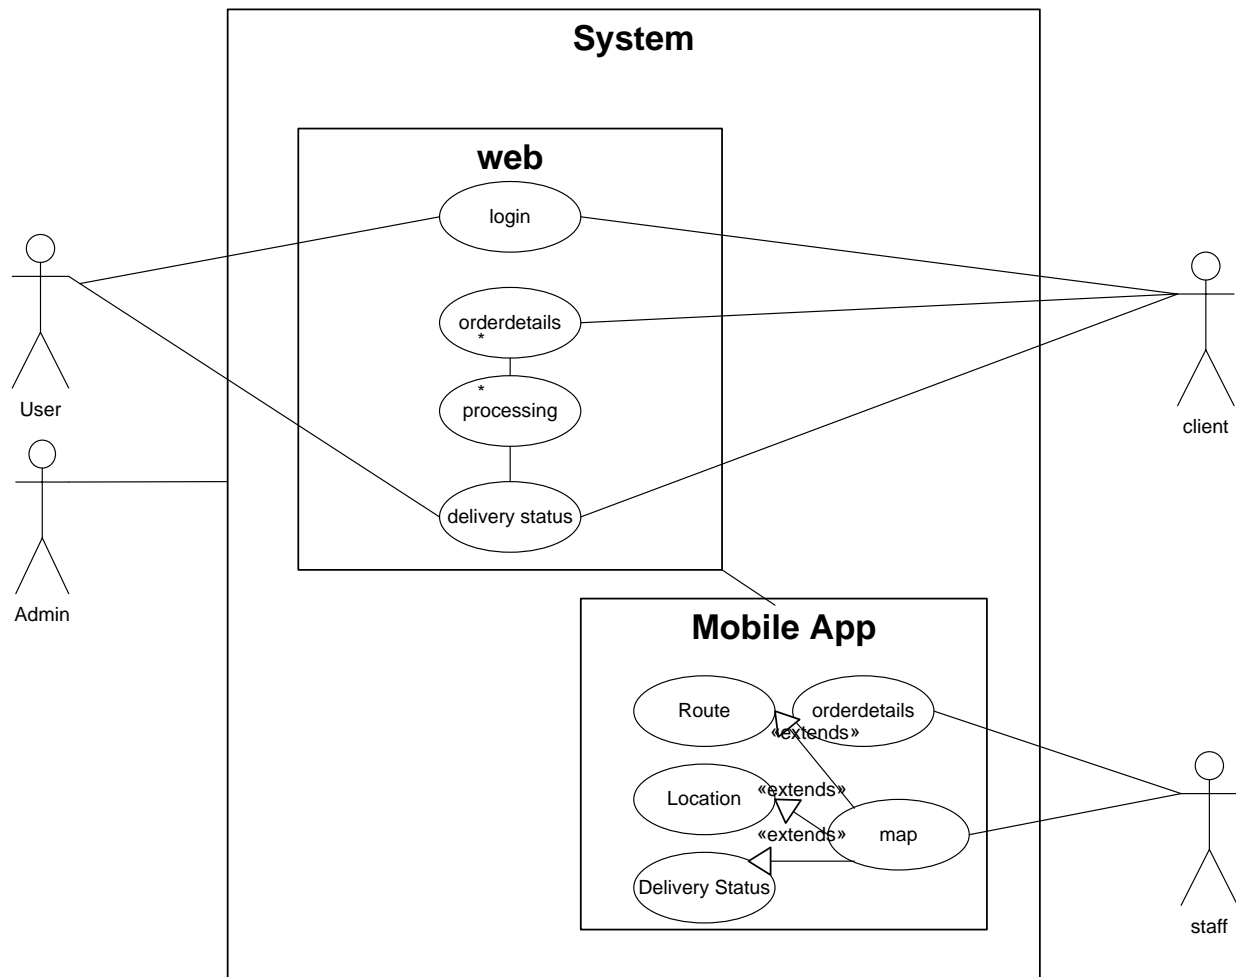 System
web
login
orderdetails
*
*
processing
delivery status
User
client
Admin
Mobile App
Route
orderdetails
«extends»
Location
«extends»
«extends»
map
Delivery Status
staff